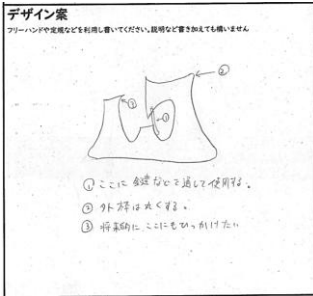 デザイン案
フリーハンドや定規などを利用し書いてください。説明など書き加えても構いません
②
③
①
① ここに 鍵などで通して使用する。
② 外枠は丸くする。
③ 将来的に ここにもひっかけたい